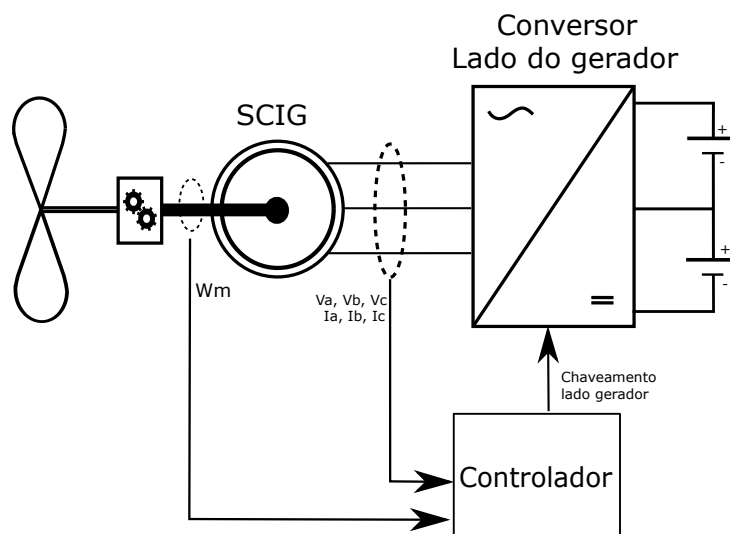 Conversor
Lado do gerador
SCIG
+
-
+
-
Wm
Va, Vb, Vc
Ia, Ib, Ic
Chaveamento
lado gerador
Controlador